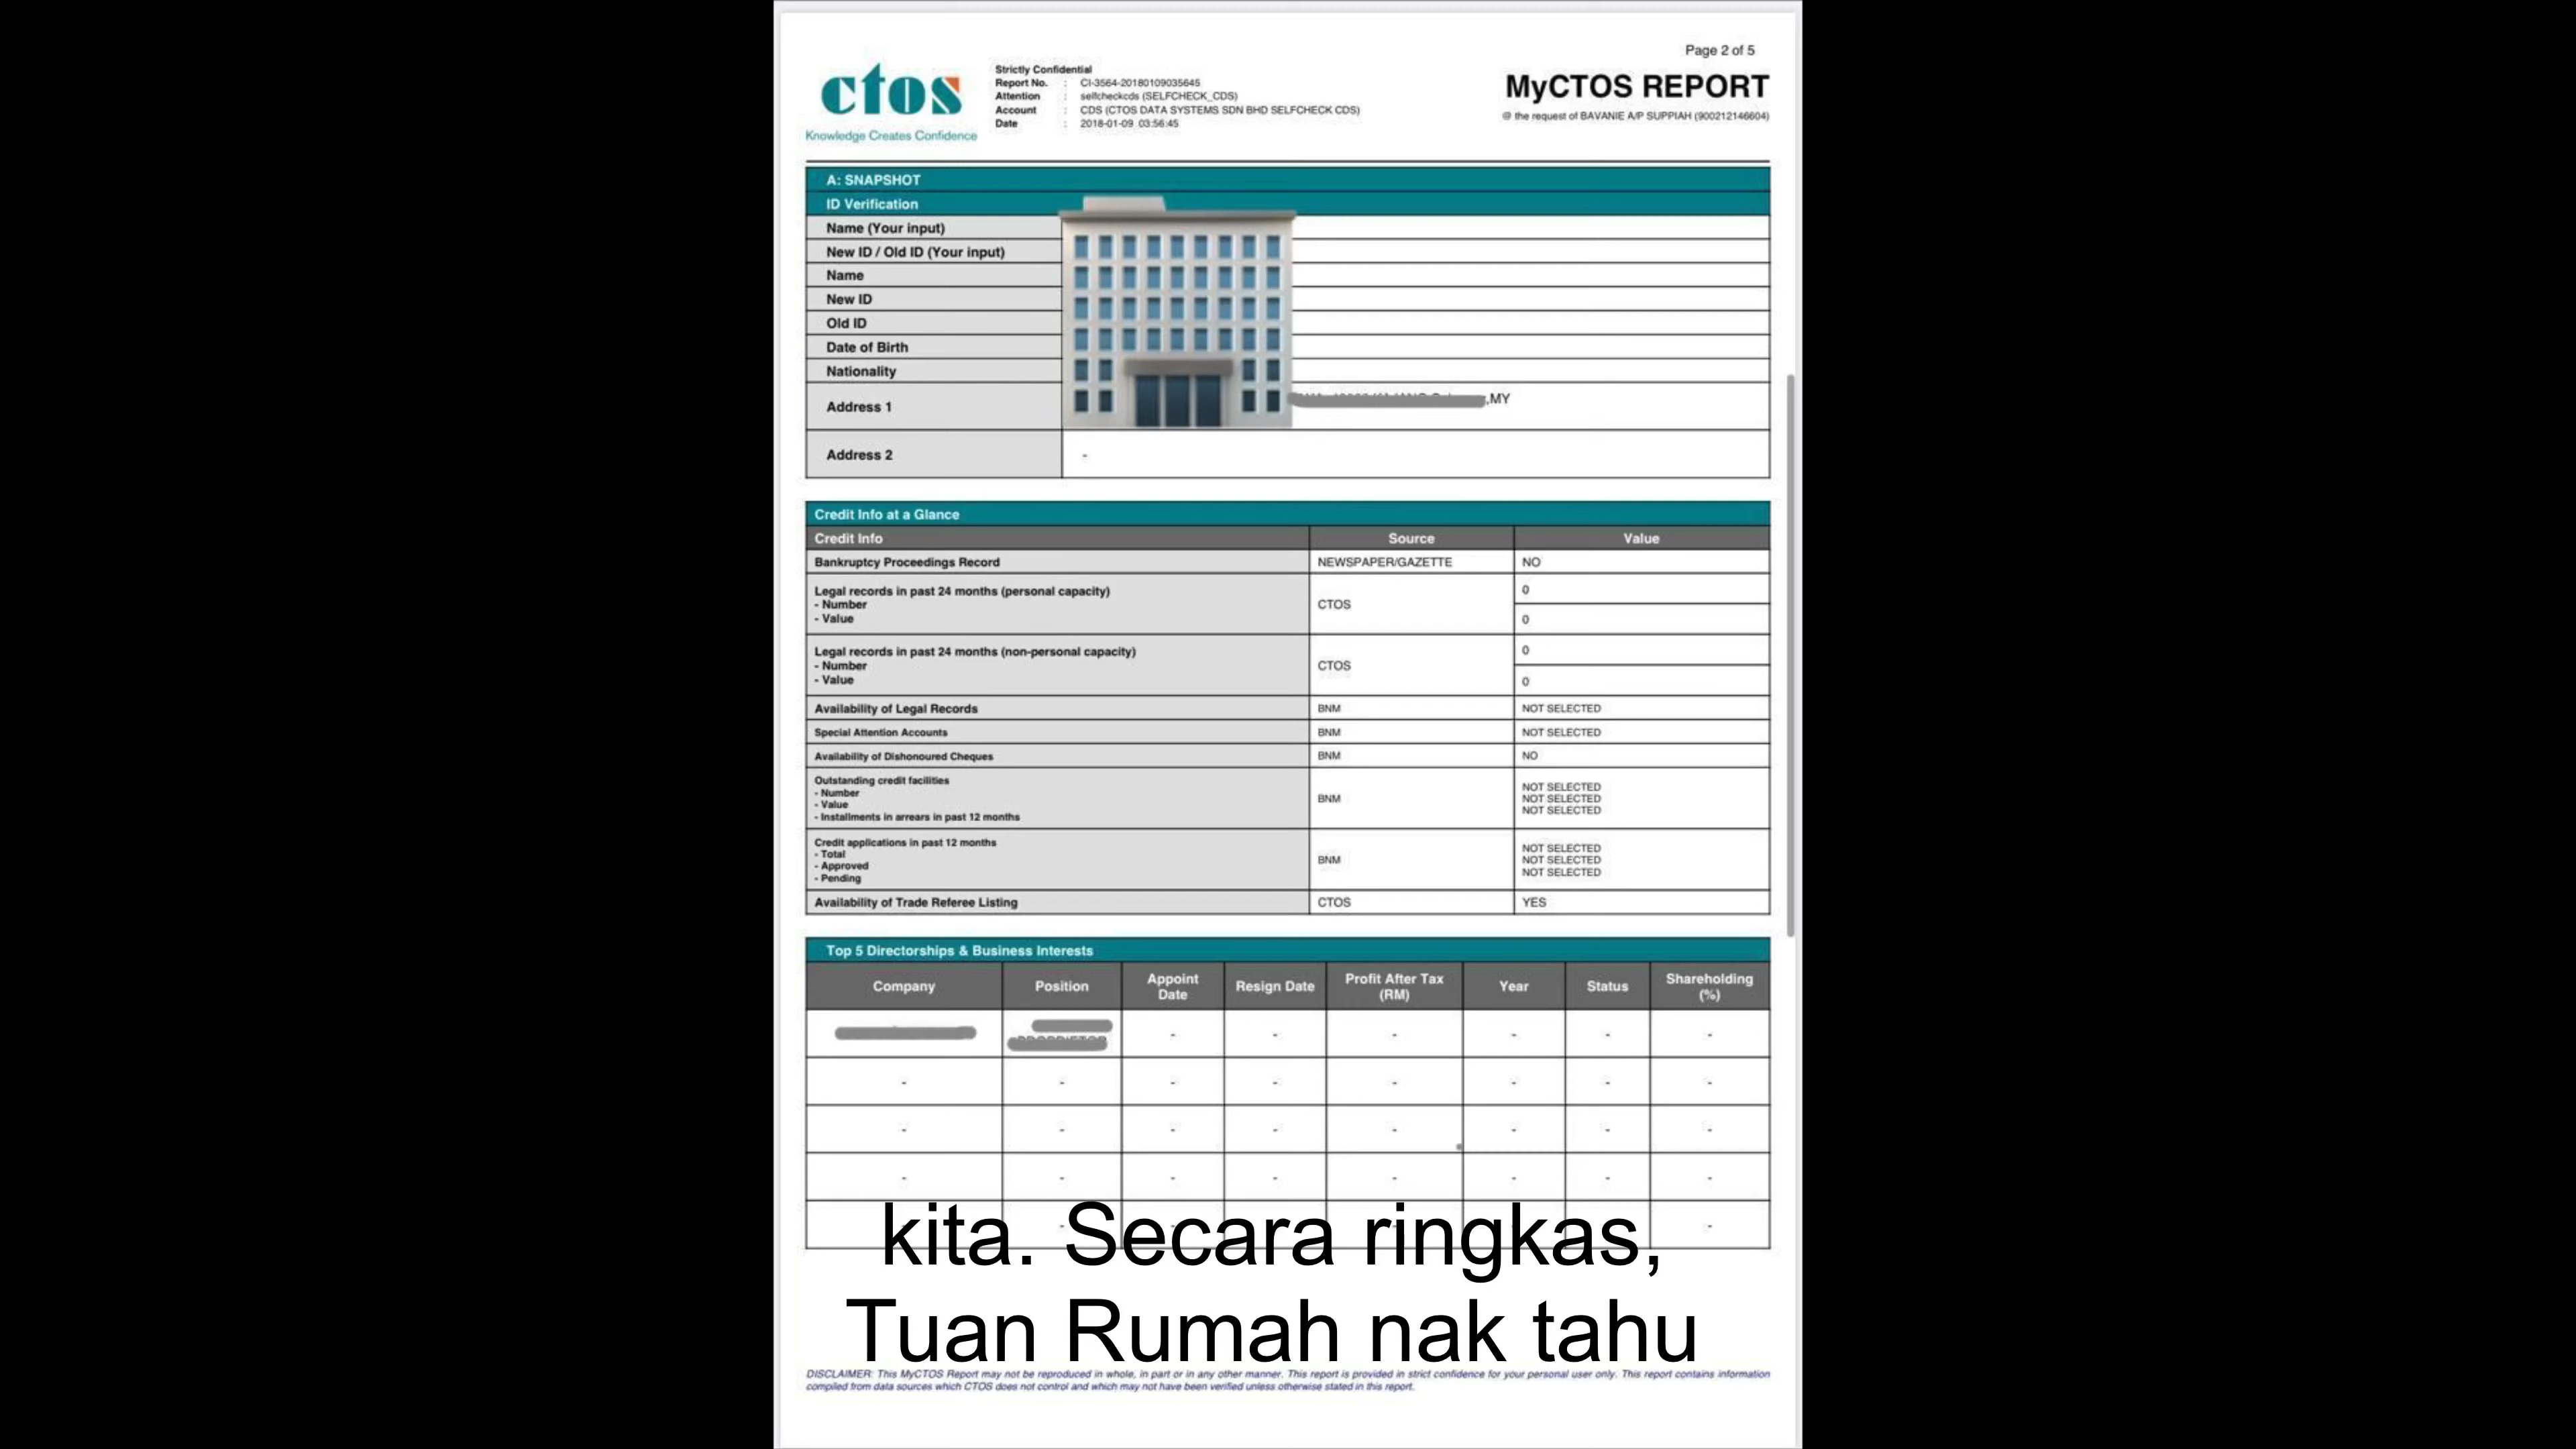 Page 2 of 5
ctos
Knowledge Creates Confidence
Strictly Confidential
Report No. : CI-3564-20180109035645
Attention : selfcheckcds (SELFCHECK_CDS)
Account : CDS (CTOS DATA SYSTEMS SDN BHD SELFCHECK CDS)
Date : 2018-01-09 03:56:45
MyCTOS REPORT
@ the request of BAVANIE A/P SUPPIAH (900212146604)
A: SNAPSHOT
ID Verification
Name (Your input)
New ID / Old ID (Your input)
Name
New ID
Old ID
Date of Birth
Nationality
Address 1 ,MY
Address 2 -
Credit Info at a Glance
Credit Info Source Value
Bankruptcy Proceedings Record NEWSPAPER/GAZETTE NO
Legal records in past 24 months (personal capacity)
- Number
- Value
CTOS
0
0
Legal records in past 24 months (non-personal capacity)
- Number
- Value
CTOS
0
0
Availability of Legal Records BNM NOT SELECTED
Special Attention Accounts BNM NOT SELECTED
Availability of Dishonoured Cheques BNM NO
Outstanding credit facilities
- Number
- Value
- Installments in arrears in past 12 months
BNM
NOT SELECTED
NOT SELECTED
NOT SELECTED
Credit applications in past 12 months
- Total
- Approved
- Pending
BNM
NOT SELECTED
NOT SELECTED
NOT SELECTED
Availability of Trade Referee Listing CTOS YES
Top 5 Directorships & Business Interests
Company Position Appoint Date Resign Date Profit After Tax (RM) Year Status Shareholding (%)
- - - - - -
- - - - - - - -
- - - - - - - -
- - - - - - - -
kita. Secara ringkas,
Tuan Rumah nak tahu
DISCLAIMER: This MyCTOS Report may not be reproduced in whole, in part or in any other manner. This report is provided in strict confidence for your personal user only. This report contains information
compiled from data sources which CTOS does not control and which may not have been verified unless otherwise stated in this report.